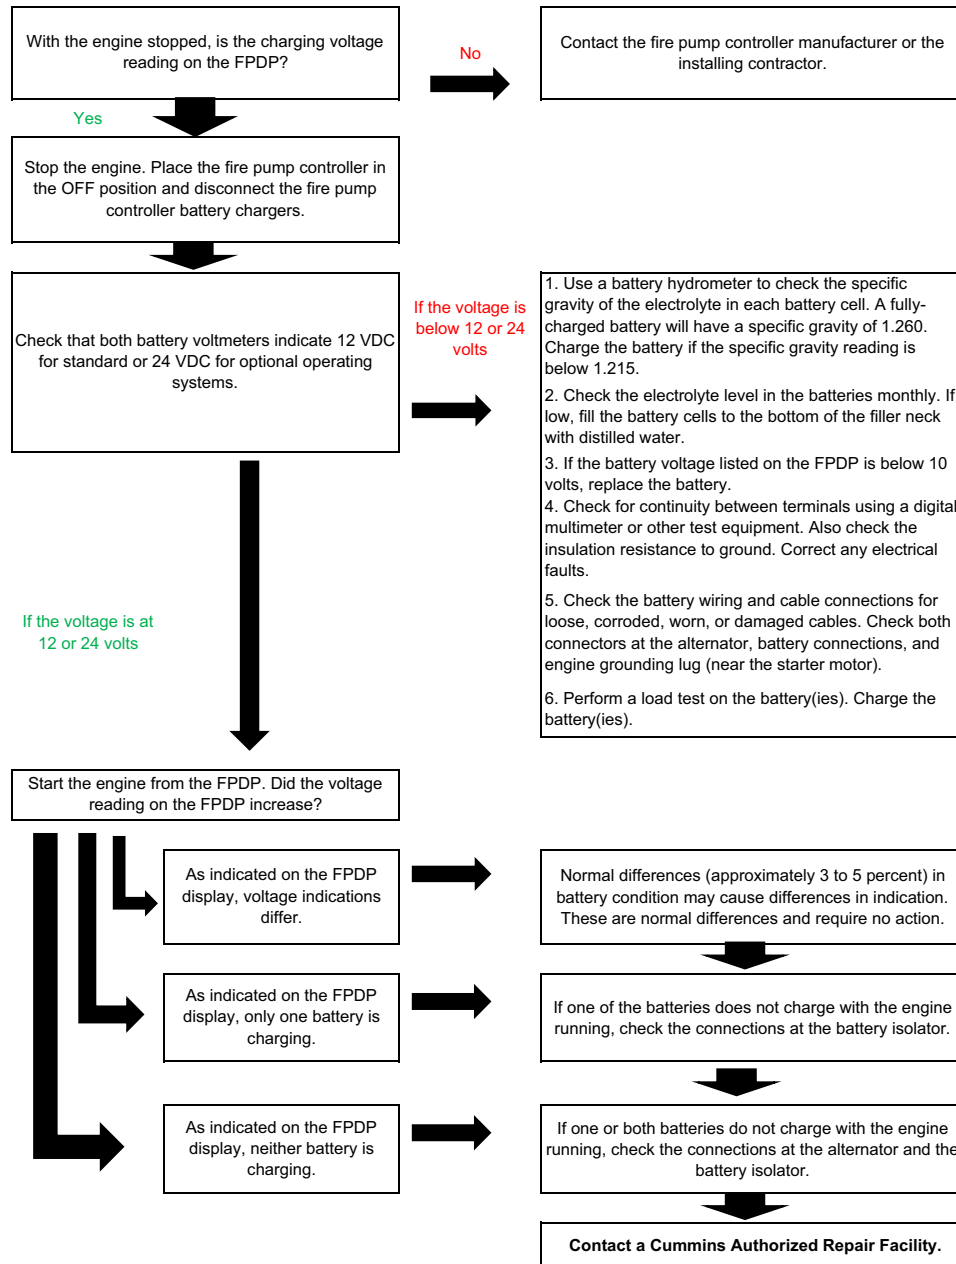 With the engine stopped, is the charging voltage
reading on the FPDP?
No
Contact the fire pump controller manufacturer or the
installing contractor.
Yes
Stop the engine. Place the fire pump controller in
the OFF position and disconnect the fire pump
controller battery chargers.
Check that both battery voltmeters indicate 12 VDC
for standard or 24 VDC for optional operating
systems.
If the voltage is
below 12 or 24
volts
1. Use a battery hydrometer to check the specific
gravity of the electrolyte in each battery cell. A fully-
charged battery will have a specific gravity of 1.260.
Charge the battery if the specific gravity reading is
below 1.215.
2. Check the electrolyte level in the batteries monthly. If
low, fill the battery cells to the bottom of the filler neck
with distilled water.
3. If the battery voltage listed on the FPDP is below 10
volts, replace the battery.
4. Check for continuity between terminals using a digital
multimeter or other test equipment. Also check the
insulation resistance to ground. Correct any electrical
faults.
5. Check the battery wiring and cable connections for
loose, corroded, worn, or damaged cables. Check both
connectors at the alternator, battery connections, and
engine grounding lug (near the starter motor).
6. Perform a load test on the battery(ies). Charge the
battery(ies).
If the voltage is at
12 or 24 volts
Start the engine from the FPDP. Did the voltage
reading on the FPDP increase?
As indicated on the FPDP
display, voltage indications
differ.
Normal differences (approximately 3 to 5 percent) in
battery condition may cause differences in indication.
These are normal differences and require no action.
As indicated on the FPDP
display, only one battery is
charging.
If one of the batteries does not charge with the engine
running, check the connections at the battery isolator.
As indicated on the FPDP
display, neither battery is
charging.
If one or both batteries do not charge with the engine
running, check the connections at the alternator and the
battery isolator.
Contact a Cummins Authorized Repair Facility.